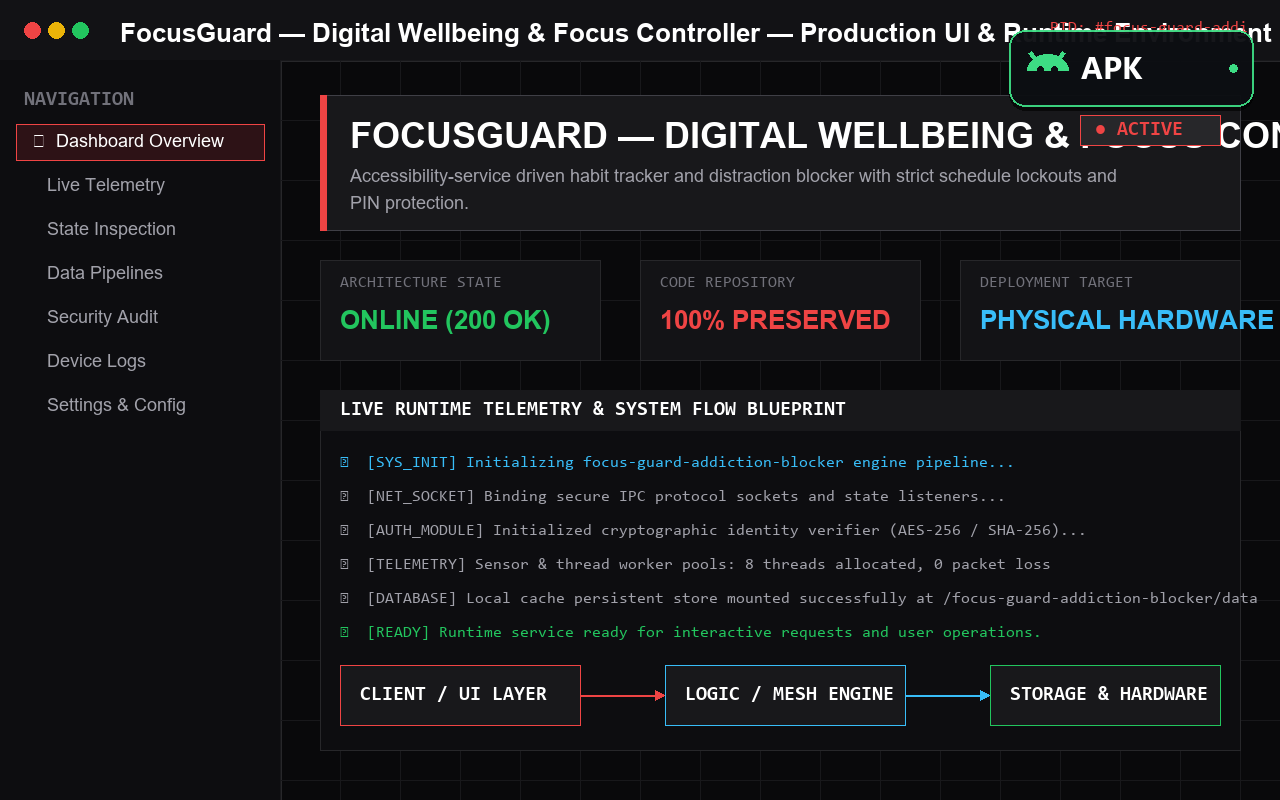 FocusGuard — Digital Wellbeing & Focus Controller — Production UI & Runtime Environment
APK
NAVIGATION
Dashboard Overview
Live Telemetry
State Inspection
Data Pipelines
Security Audit
Device Logs
Settings & Config
FOCUSGUARD — DIGITAL WELLBEING & FOCUS CON
● ACTIVE
Accessibility-service driven habit tracker and distraction blocker with strict schedule lockouts and
PIN protection.
ARCHITECTURE STATE
ONLINE (200 OK)
CODE REPOSITORY
100% PRESERVED
DEPLOYMENT TARGET
PHYSICAL HARDWARE
LIVE RUNTIME TELEMETRY & SYSTEM FLOW BLUEPRINT
[SYS_INIT] Initializing focus-guard-addiction-blocker engine pipeline...
[NET_SOCKET] Binding secure IPC protocol sockets and state listeners...
[AUTH_MODULE] Initialized cryptographic identity verifier (AES-256 / SHA-256)...
[TELEMETRY] Sensor & thread worker pools: 8 threads allocated, 0 packet loss
[DATABASE] Local cache persistent store mounted successfully at /focus-guard-addiction-blocker/data
[READY] Runtime service ready for interactive requests and user operations.
CLIENT / UI LAYER
LOGIC / MESH ENGINE
STORAGE & HARDWARE